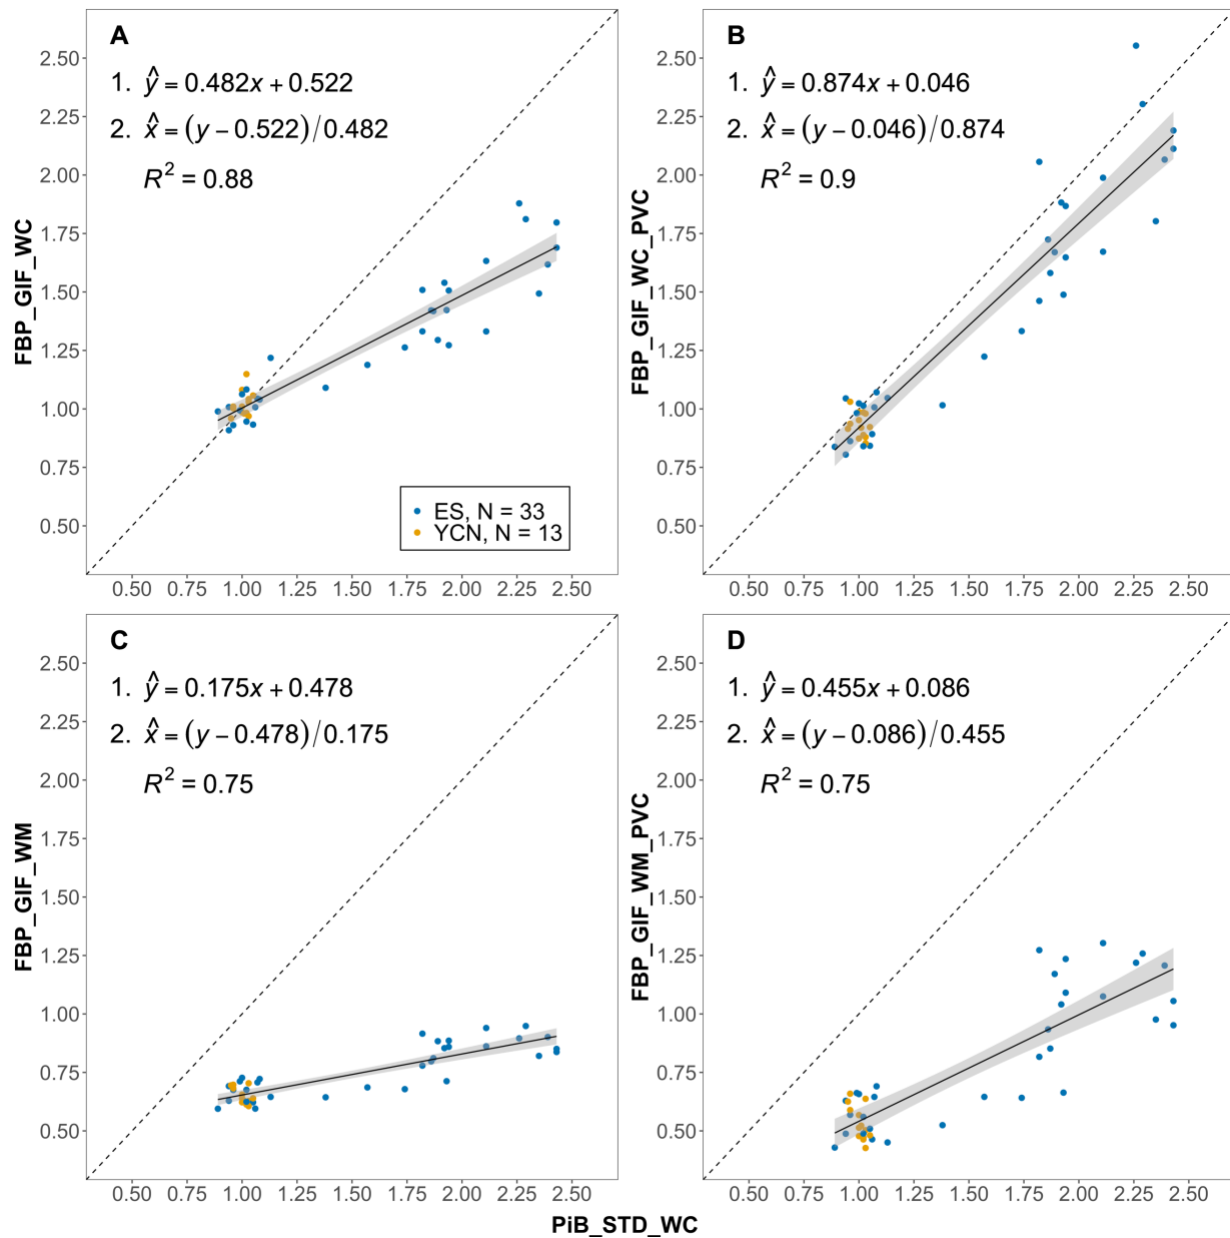 A
1. ŷ = 0.482x + 0.522
2. x̂ = (y − 0.522)/0.482
R² = 0.88
FBP_GIF_WC
2.50
2.25
2.00
1.75
1.50
1.25
1.00
0.75
0.50
ES, N = 33
YCN, N = 13
0.50 0.75 1.00 1.25 1.50 1.75 2.00 2.25 2.50
B
1. ŷ = 0.874x + 0.046
2. x̂ = (y − 0.046)/0.874
R² = 0.9
FBP_GIF_WC_PVC
2.50
2.25
2.00
1.75
1.50
1.25
1.00
0.75
0.50
0.50 0.75 1.00 1.25 1.50 1.75 2.00 2.25 2.50
C
1. ŷ = 0.175x + 0.478
2. x̂ = (y − 0.478)/0.175
R² = 0.75
FBP_GIF_WM
2.50
2.25
2.00
1.75
1.50
1.25
1.00
0.75
0.50
0.50 0.75 1.00 1.25 1.50 1.75 2.00 2.25 2.50
D
1. ŷ = 0.455x + 0.086
2. x̂ = (y − 0.086)/0.455
R² = 0.75
FBP_GIF_WM_PVC
2.50
2.25
2.00
1.75
1.50
1.25
1.00
0.75
0.50
0.50 0.75 1.00 1.25 1.50 1.75 2.00 2.25 2.50
PiB_STD_WC